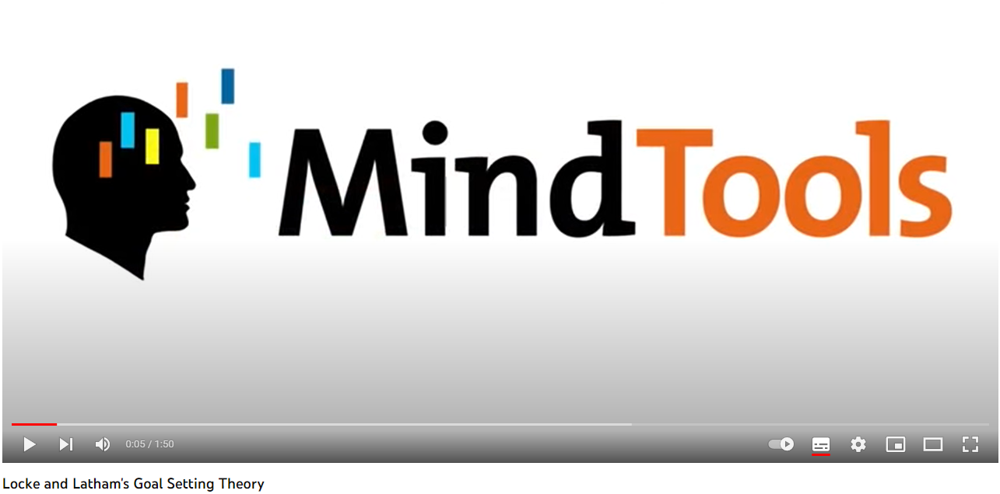 MindTools
0:05 / 1:50
Locke and Latham's Goal Setting Theory